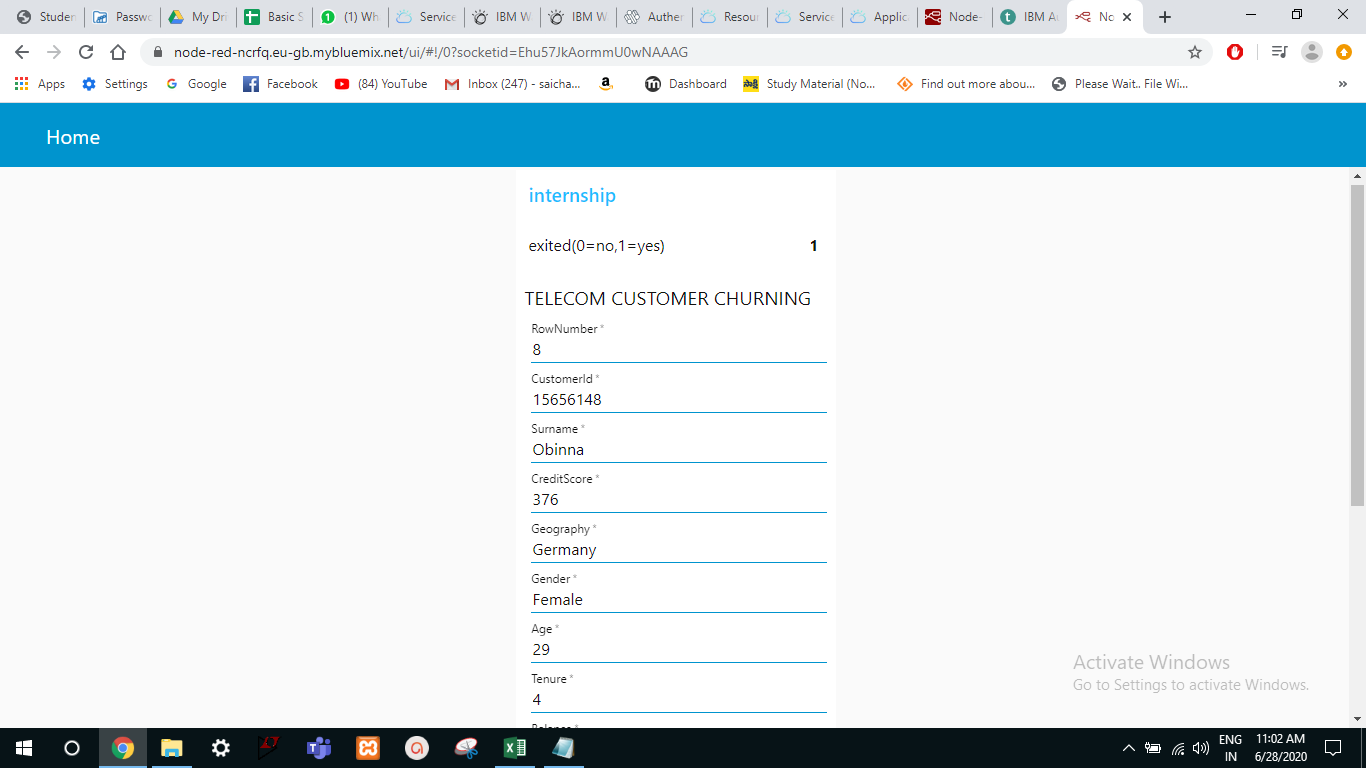 Studen
Passwo
My Dri
Basic S
(1) Wh
Service
IBM W
IBM W
Auther
Resour
Service
Applic
Node-
IBM Au
No
node-red-ncrfq.eu-gb.mybluemix.net/ui/#!/0?socketid=Ehu57JkAormmU0wNAAAG
Apps
Settings
Google
Facebook
(84) YouTube
Inbox (247) - saicha...
Dashboard
Study Material (No...
Find out more abou...
Please Wait.. File Wi...
»
Home
internship
exited(0=no,1=yes) 1
TELECOM CUSTOMER CHURNING
RowNumber *
8
CustomerId *
15656148
Surname *
Obinna
CreditScore *
376
Geography *
Germany
Gender *
Female
Age *
29
Tenure *
4
Activate Windows
Go to Settings to activate Windows.
ENG
IN
11:02 AM
6/28/2020